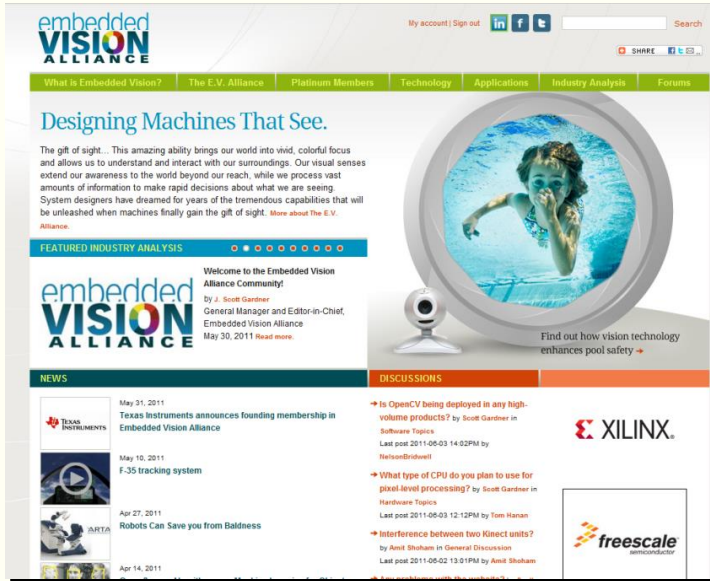 embedded
VISION
ALLIANCE
My account | Sign out
in f t
Search
SHARE
What is Embedded Vision? The E.V. Alliance Platinum Members Technology Applications Industry Analysis Forums
Designing Machines That See.
The gift of sight... This amazing ability brings our world into vivid, colorful focus
and allows us to understand and interact with our surroundings. Our visual senses
extend our awareness to the world beyond our reach, while we process vast
amounts of information to make rapid decisions about what we are seeing.
System designers have dreamed for years of the tremendous capabilities that will
be unleashed when machines finally gain the gift of sight. More about The E.V.
Alliance.
Find out how vision technology
enhances pool safety →
FEATURED INDUSTRY ANALYSIS
embedded
VISION
ALLIANCE
Welcome to the Embedded Vision
Alliance Community!
by J. Scott Gardner
General Manager and Editor-in-Chief,
Embedded Vision Alliance
May 30, 2011 Read more.
NEWS
TEXAS
INSTRUMENTS
May 31, 2011
Texas Instruments announces founding membership in
Embedded Vision Alliance
May 10, 2011
F-35 tracking system
Apr 27, 2011
Robots Can Save you from Baldness
ARTA
Apr 14, 2011
DISCUSSIONS
→ Is OpenCV being deployed in any high-
volume products? by Scott Gardner in
Software Topics
Last post 2011-06-03 14:02PM by
NelsonBridwell
→ What type of CPU do you plan to use for
pixel-level processing? by Scott Gardner in
Hardware Topics
Last post 2011-06-03 12:12PM by Tom Hanan
→ Interference between two Kinect units?
by Amit Shoham in General Discussion
Last post 2011-06-02 13:01PM by Amit Shoham
XILINX
freescale
semiconductor